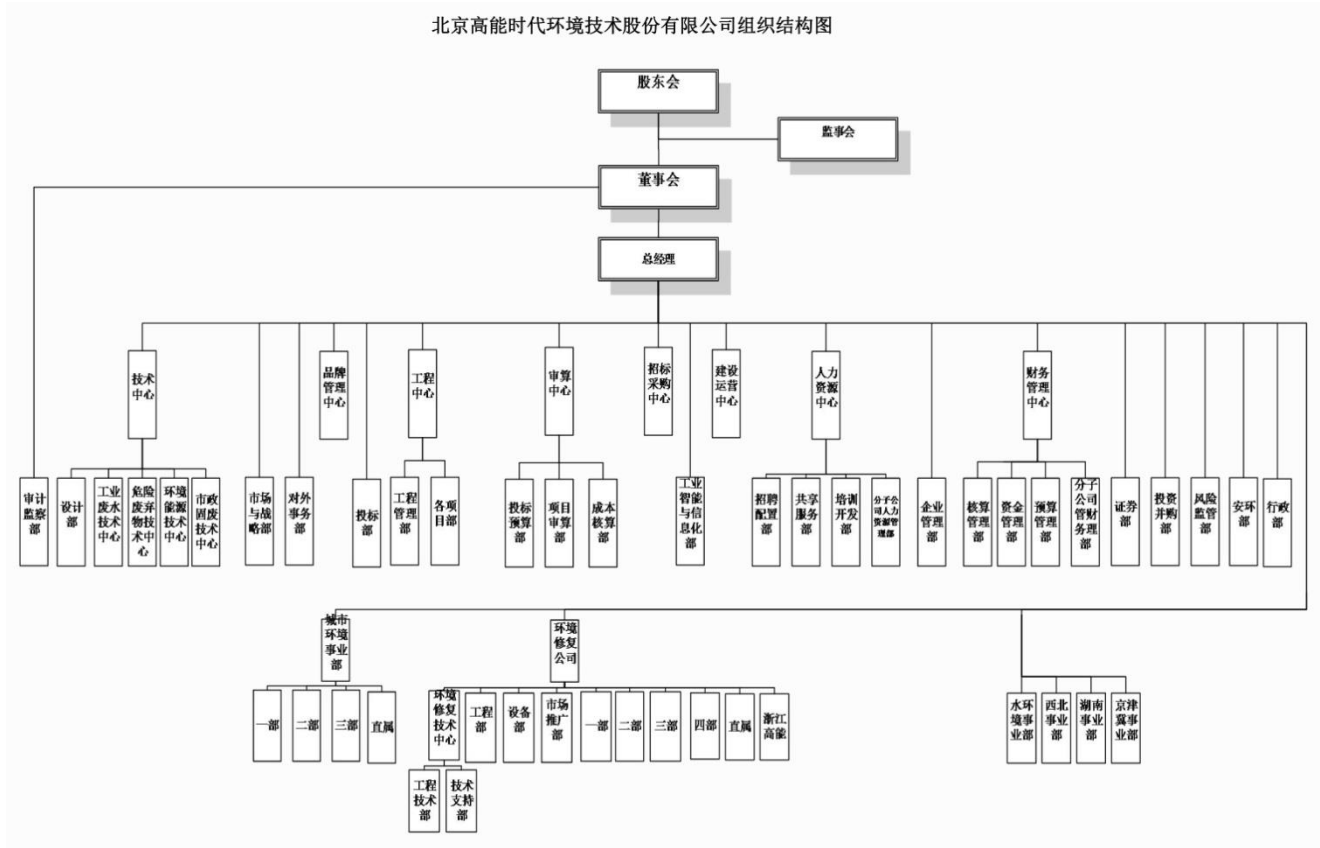 北京高能时代环境技术股份有限公司组织结构图
股东会
监事会
董事会
总经理
技术
中心
品牌
管理
中心
工程
中心
审算
中心
招标
采购
中心
建设
运营
中心
人力
资源
中心
财务
管理
中心
审计
监察
部
设计
部
工业
废水
技术
中心
危险
废弃
物技
术中
心
环境
能源
技术
中心
市政
固废
技术
中心
市场
与战
略部
对外
事务
部
投标
部
工程
管理
部
各项
目部
投标
预算
部
项目
审算
部
成本
核算
部
工业
智能
与信
息化
部
招聘
配置
部
共享
服务
部
培训
开发
部
分子公
司人力
资源管
理部
企业
管理
部
核算
管理
部
资金
管理
部
预算
管理
部
分子
公司
管财
务理
部
证券
部
投资
并购
部
风险
监管
部
安环
部
行政
部
城市
环境
事业
部
环境
修复
公司
一部
二部
三部
直属
环境
修复
技术
中心
工程
部
设备
部
市场
推广
部
一部
二部
三部
四部
直属
浙江
高能
水环
境事
业部
西北
事业
部
湖南
事业
部
京津
冀事
业部
工程
技术
部
技术
支持
部